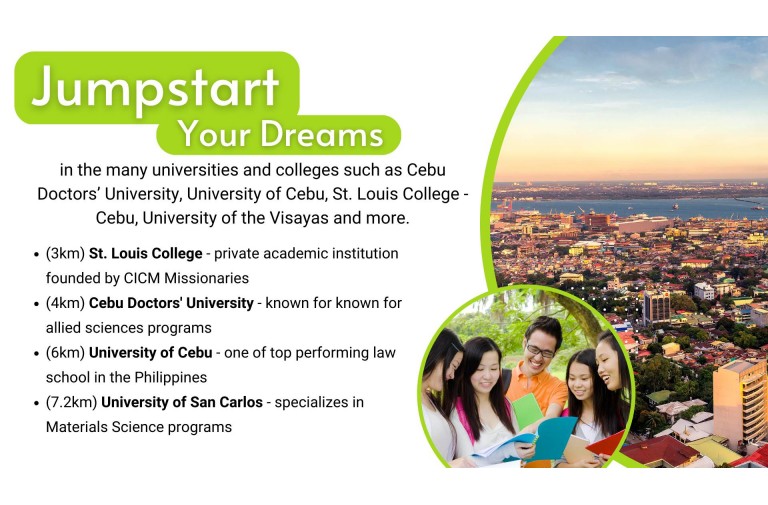 Jumpstart
Your Dreams
in the many universities and colleges such as Cebu
Doctors’ University, University of Cebu, St. Louis College -
Cebu, University of the Visayas and more.
• (3km) St. Louis College - private academic institution
founded by CICM Missionaries
• (4km) Cebu Doctors' University - known for known for
allied sciences programs
• (6km) University of Cebu - one of top performing law
school in the Philippines
• (7.2km) University of San Carlos - specializes in
Materials Science programs